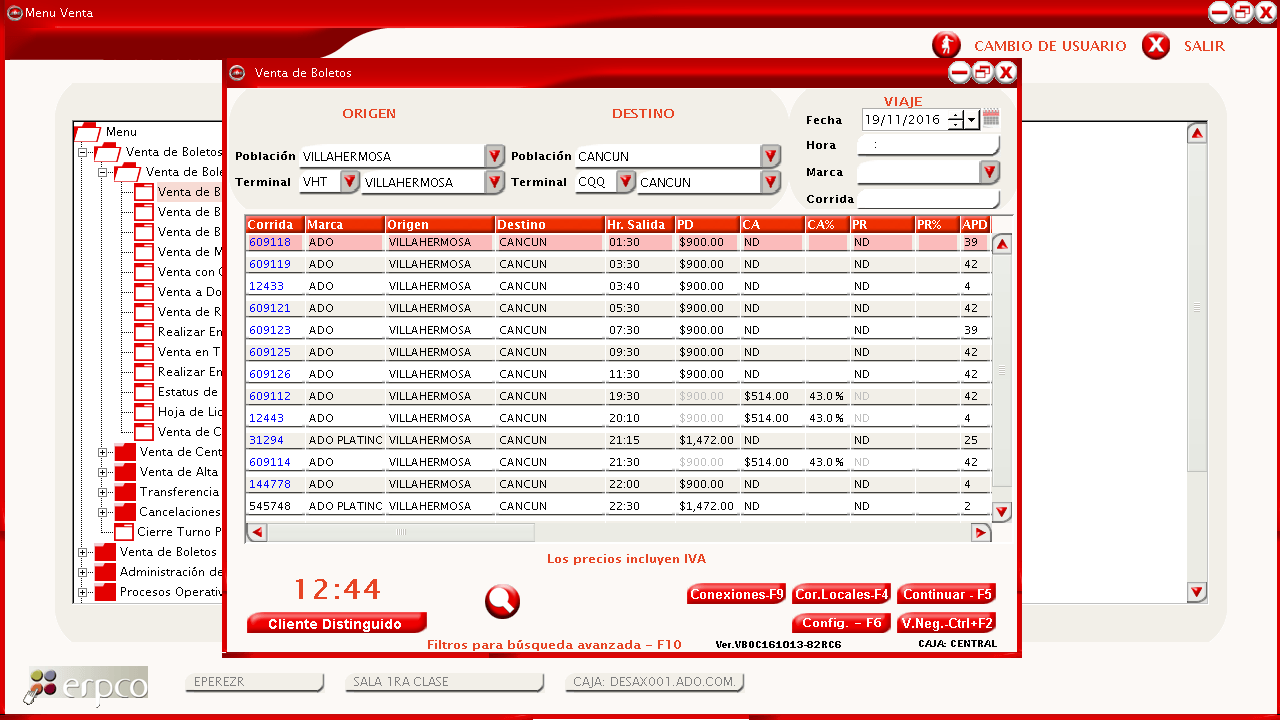 Menu Venta
CAMBIO DE USUARIO SALIR
Venta de Boletos
ORIGEN DESTINO VIAJE
Fecha 19/11/2016
Hora :
Población VILLAHERMOSA Población CANCUN
Marca
Terminal VHT VILLAHERMOSA Terminal CQQ CANCUN
Corrida
Menu
Venta de Boletos
Venta de Bole
Venta de B
Venta de B
Venta de B
Venta de M
Venta con C
Venta a Do
Venta de R
Realizar En
Venta en T
Realizar En
Estatus de
Hoja de Lic
Venta de C
Venta de Cent
Venta de Alta
Transferencia
Cancelaciones
Cierre Turno P
Venta de Boletos
Administración de
Procesos Operativ
Corrida Marca Origen Destino Hr. Salida PD CA CA% PR PR% APD
609118 ADO VILLAHERMOSA CANCUN 01:30 $900.00 ND ND 39
609119 ADO VILLAHERMOSA CANCUN 03:30 $900.00 ND ND 42
12433 ADO VILLAHERMOSA CANCUN 03:40 $900.00 ND ND 4
609121 ADO VILLAHERMOSA CANCUN 05:30 $900.00 ND ND 42
609123 ADO VILLAHERMOSA CANCUN 07:30 $900.00 ND ND 39
609125 ADO VILLAHERMOSA CANCUN 09:30 $900.00 ND ND 42
609126 ADO VILLAHERMOSA CANCUN 11:30 $900.00 ND ND 42
609112 ADO VILLAHERMOSA CANCUN 19:30 $900.00 $514.00 43.0% ND 42
12443 ADO VILLAHERMOSA CANCUN 20:10 $900.00 $514.00 43.0% ND 4
31294 ADO PLATINO VILLAHERMOSA CANCUN 21:15 $1,472.00 ND ND 25
609114 ADO VILLAHERMOSA CANCUN 21:30 $900.00 $514.00 43.0% ND 42
144778 ADO VILLAHERMOSA CANCUN 22:00 $900.00 ND ND 4
545748 ADO PLATINO VILLAHERMOSA CANCUN 22:30 $1,472.00 ND ND 2
Los precios incluyen IVA
12:44
Conexiones-F9 Cor.Locales-F4 Continuar - F5
Cliente Distinguido Config. - F6 V.Neg.-Ctrl+F2
Filtros para búsqueda avanzada - F10 Ver.VBOC161013-82RC6 CAJA: CENTRAL
erpco EPEREZR SALA 1RA CLASE CAJA: DESAX001.ADO.COM.